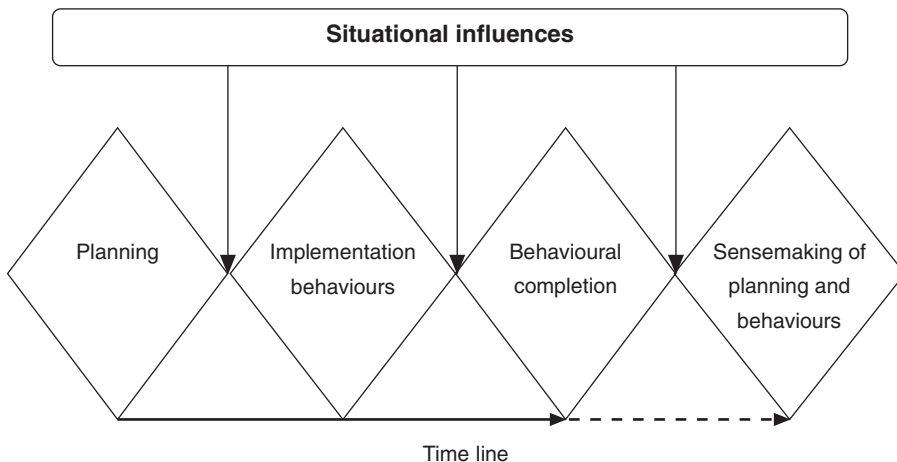 Situational influences
Planning
Implementation
behaviours
Behavioural
completion
Sensemaking of
planning and
behaviours
Time line